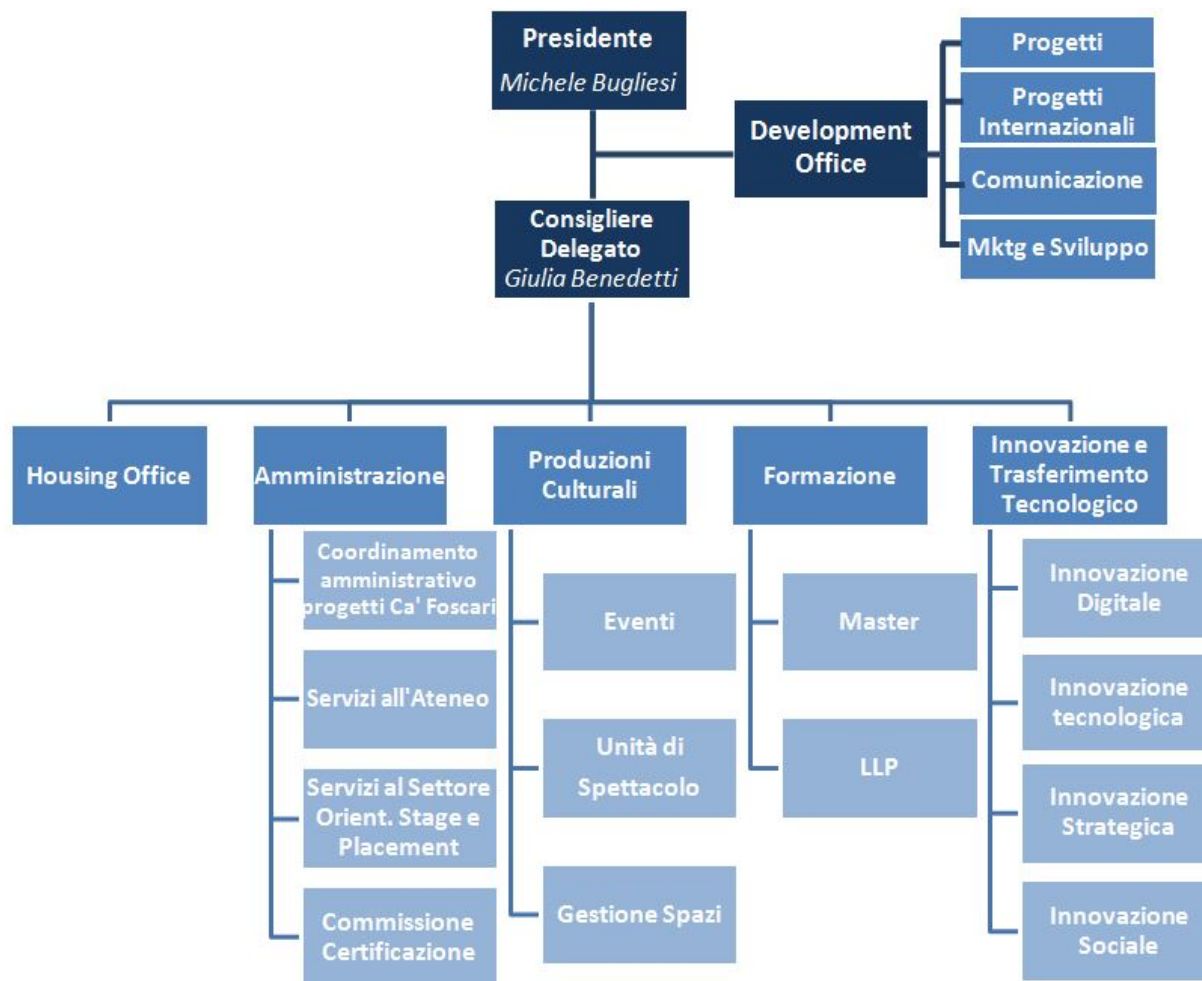 Presidente
Michele Bugliesi
Development
Office
Progetti
Progetti
Internazionali
Comunicazione
Mktg e Sviluppo
Consigliere
Delegato
Giulia Benedetti
Housing Office
Amministrazione
Coordinamento
amministrativo
progetti Ca' Foscari
Servizi all'Ateneo
Servizi al Settore
Orient. Stage e
Placement
Commissione
Certificazione
Produzioni
Culturali
Eventi
Unità di
Spettacolo
Gestione Spazi
Formazione
Master
LLP
Innovazione e
Trasferimento
Tecnologico
Innovazione
Digitale
Innovazione
tecnologica
Innovazione
Strategica
Innovazione
Sociale